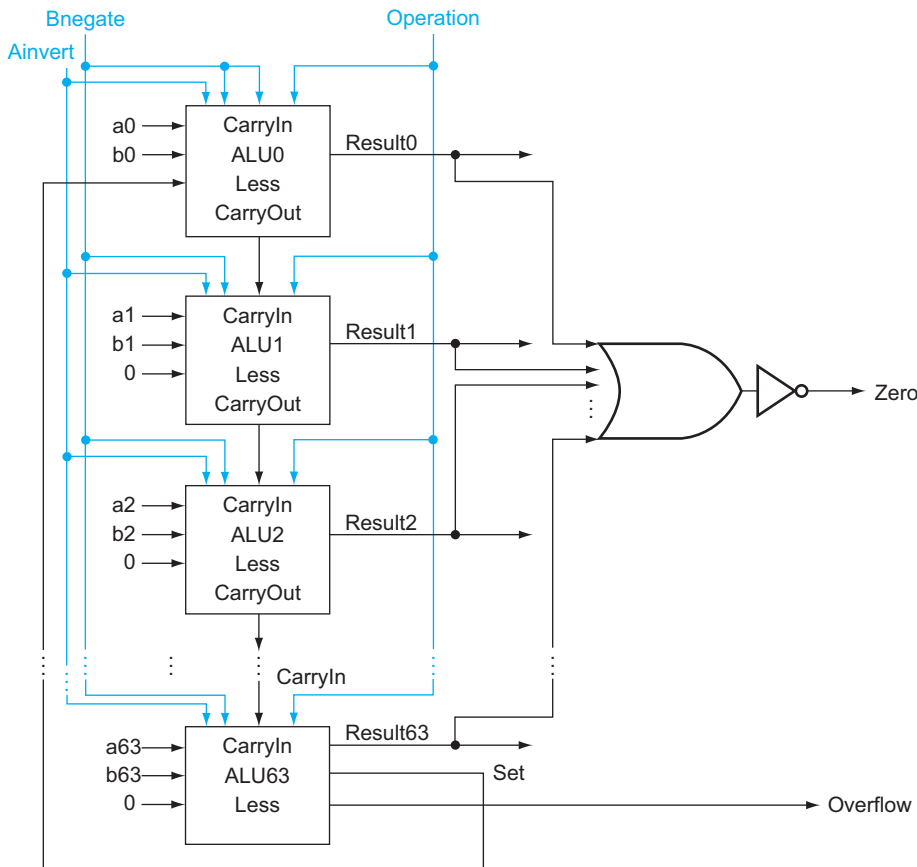 Bnegate
Operation
Ainvert
a0
b0
CarryIn
ALU0
Less
CarryOut
Result0
a1
b1
0
CarryIn
ALU1
Less
CarryOut
Result1
Zero
a2
b2
0
CarryIn
ALU2
Less
CarryOut
Result2
CarryIn
a63
b63
0
CarryIn
ALU63
Less
Result63
Set
Overflow